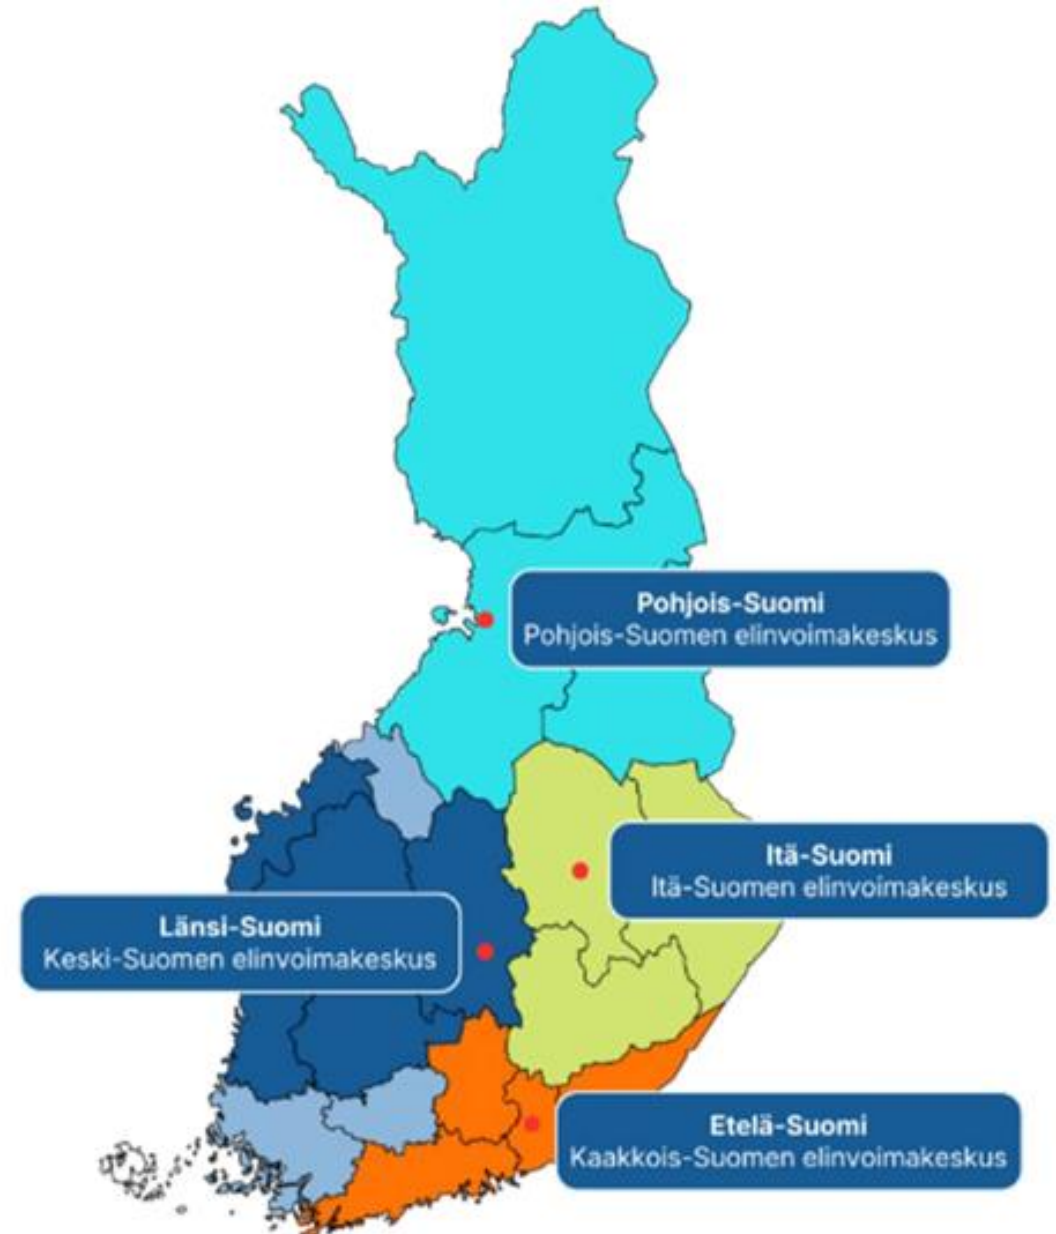 Pohjois-Suomi
Pohjois-Suomen elinvoimakeskus
Itä-Suomi
Itä-Suomen elinvoimakeskus
Länsi-Suomi
Keski-Suomen elinvoimakeskus
Etelä-Suomi
Kaakkois-Suomen elinvoimakeskus